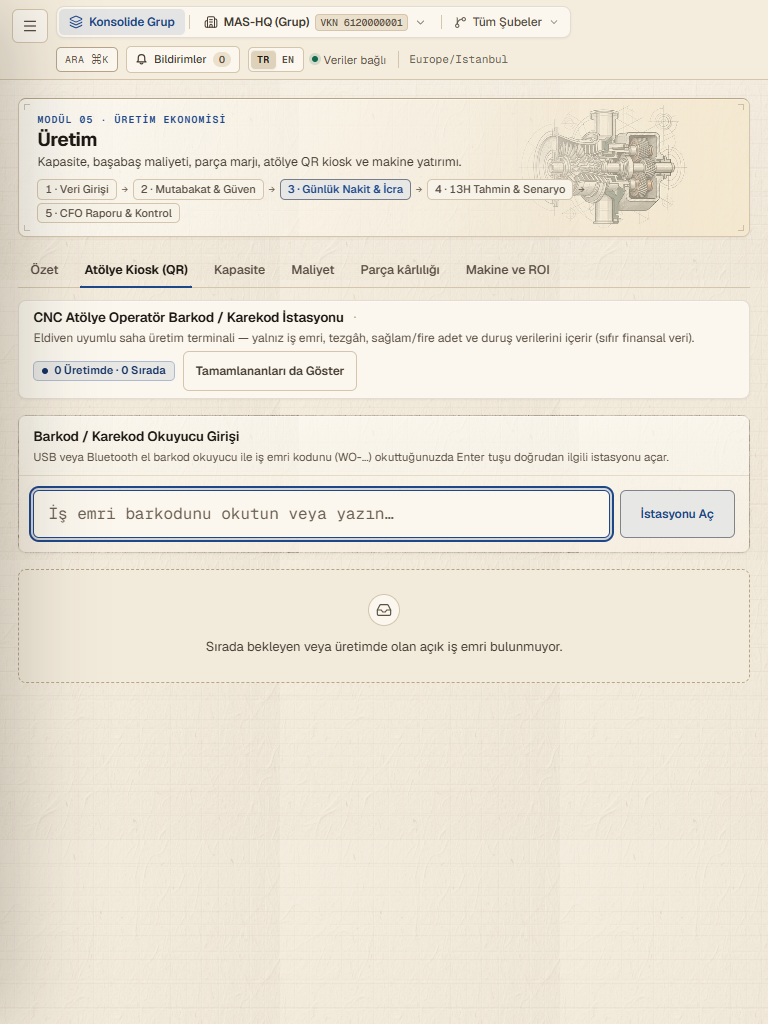 Konsolide Grup
MAS-HQ (Grup) VKN 6120000001
Tüm Şubeler
ARA ⌘K
Bildirimler 0
TR EN
Veriler bağlı
Europe/Istanbul
MODÜL 05 · ÜRETİM EKONOMİSİ
Üretim
Kapasite, başabaş maliyeti, parça marjı, atölye QR kiosk ve makine yatırımı.
1 · Veri Girişi → 2 · Mutabakat & Güven → 3 · Günlük Nakit & İcra → 4 · 13H Tahmin & Senaryo →
5 · CFO Raporu & Kontrol
Özet Atölye Kiosk (QR) Kapasite Maliyet Parça kârlılığı Makine ve ROI
CNC Atölye Operatör Barkod / Karekod İstasyonu ·
Eldiven uyumlu saha üretim terminali — yalnız iş emri, tezgâh, sağlam/fire adet ve duruş verilerini içerir (sıfır finansal veri).
0 Üretimde · 0 Sırada
Tamamlananları da Göster
Barkod / Karekod Okuyucu Girişi
USB veya Bluetooth el barkod okuyucu ile iş emri kodunu (WO-…) okuttuğunuzda Enter tuşu doğrudan ilgili istasyonu açar.
İş emri barkodunu okutun veya yazın…
İstasyonu Aç
Sırada bekleyen veya üretimde olan açık iş emri bulunmuyor.